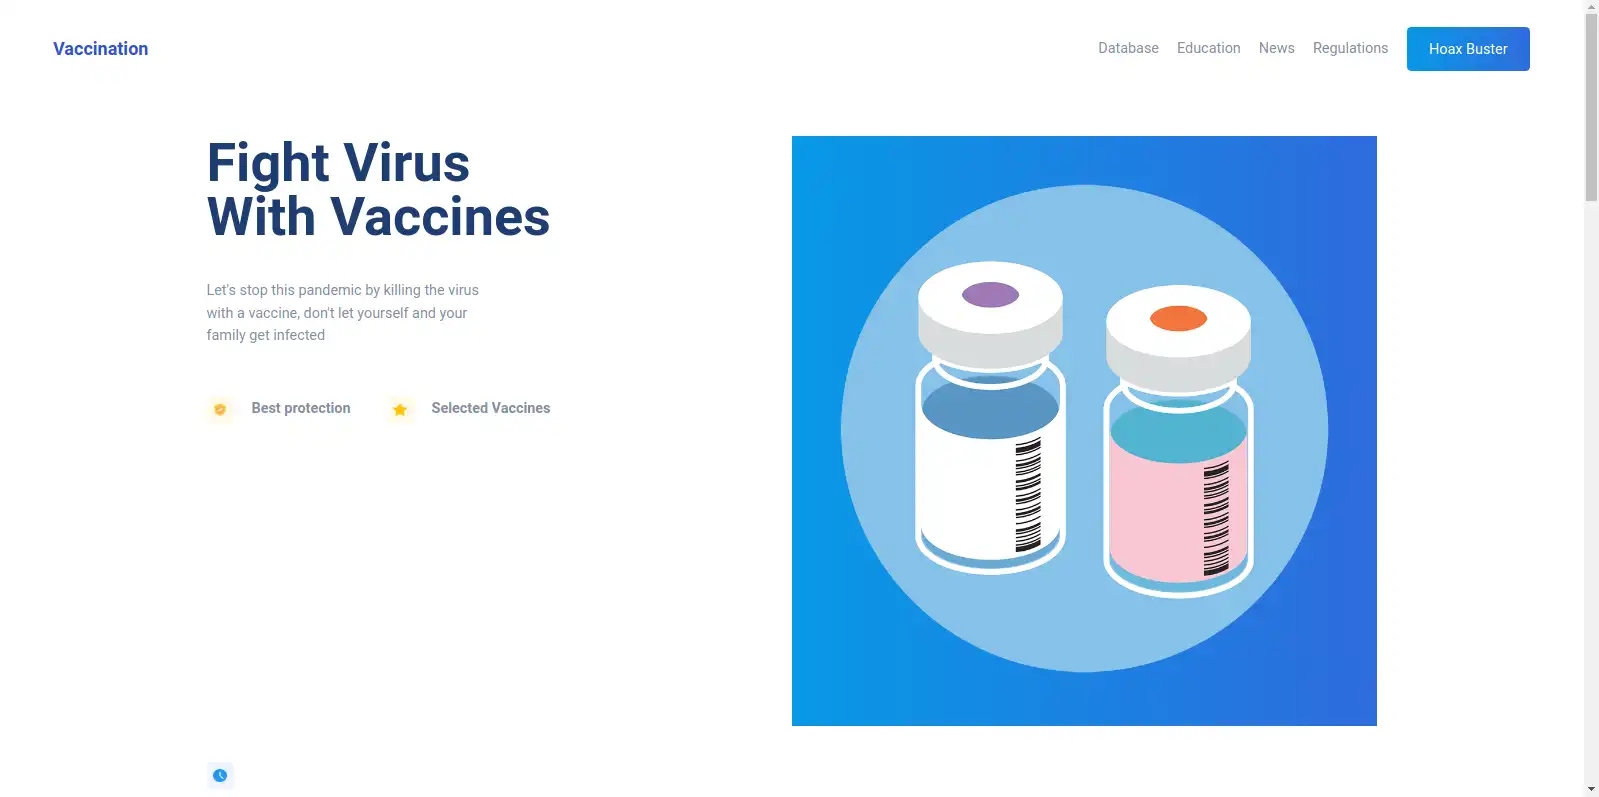 Vaccination
Database
Education
News
Regulations
Hoax Buster
Fight Virus
With Vaccines
Let's stop this pandemic by killing the virus
with a vaccine, don't let yourself and your
family get infected
Best protection
Selected Vaccines